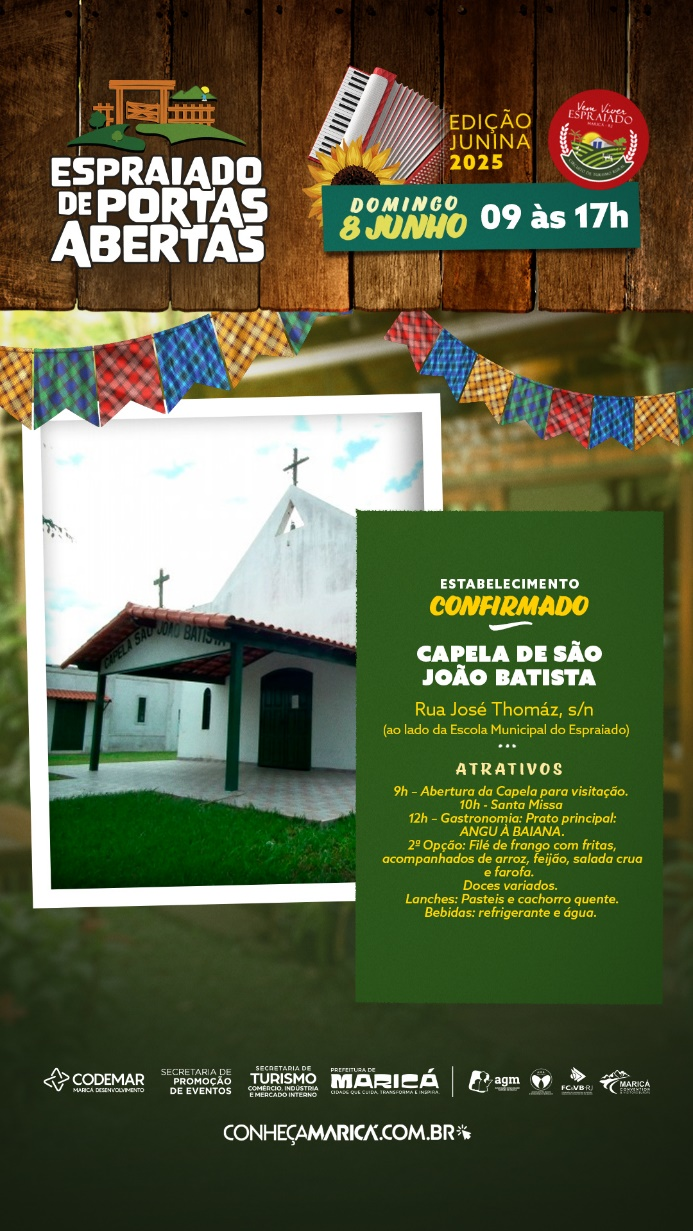 ESPRAIADO
DE PORTAS
ABERTAS
EDIÇÃO
JUNINA
2025
Vem Viver
ESPRAIADO
MARICÁ - RJ
DOMINGO
8 JUNHO
09 às 17h
CAPELA SÃO JOÃO BATISTA
ESTABELECIMENTO
CONFIRMADO
CAPELA DE SÃO
JOÃO BATISTA
Rua José Thomáz, s/n
(ao lado da Escola Municipal do Espraiado)
ATRATIVOS
9h – Abertura da Capela para visitação.
10h - Santa Missa
12h – Gastronomia: Prato principal:
ANGU À BAIANA.
2ª Opção: Filé de frango com fritas,
acompanhados de arroz, feijão, salada crua
e farofa.
Doces variados.
Lanches: Pasteis e cachorro quente.
Bebidas: refrigerante e água.
CODEMAR
MARICÁ DESENVOLVIMENTO
SECRETARIA DE
PROMOÇÃO
DE EVENTOS
SECRETARIA DE
TURISMO
COMÉRCIO, INDÚSTRIA
E MERCADO INTERNO
PREFEITURA DE
MARICÁ
CIDADE QUE CUIDA, TRANSFORMA E INSPIRA.
agm
FC&VB-RJ
MARICÁ
CONVENTION
CONHEÇAMARICÁ.COM.BR